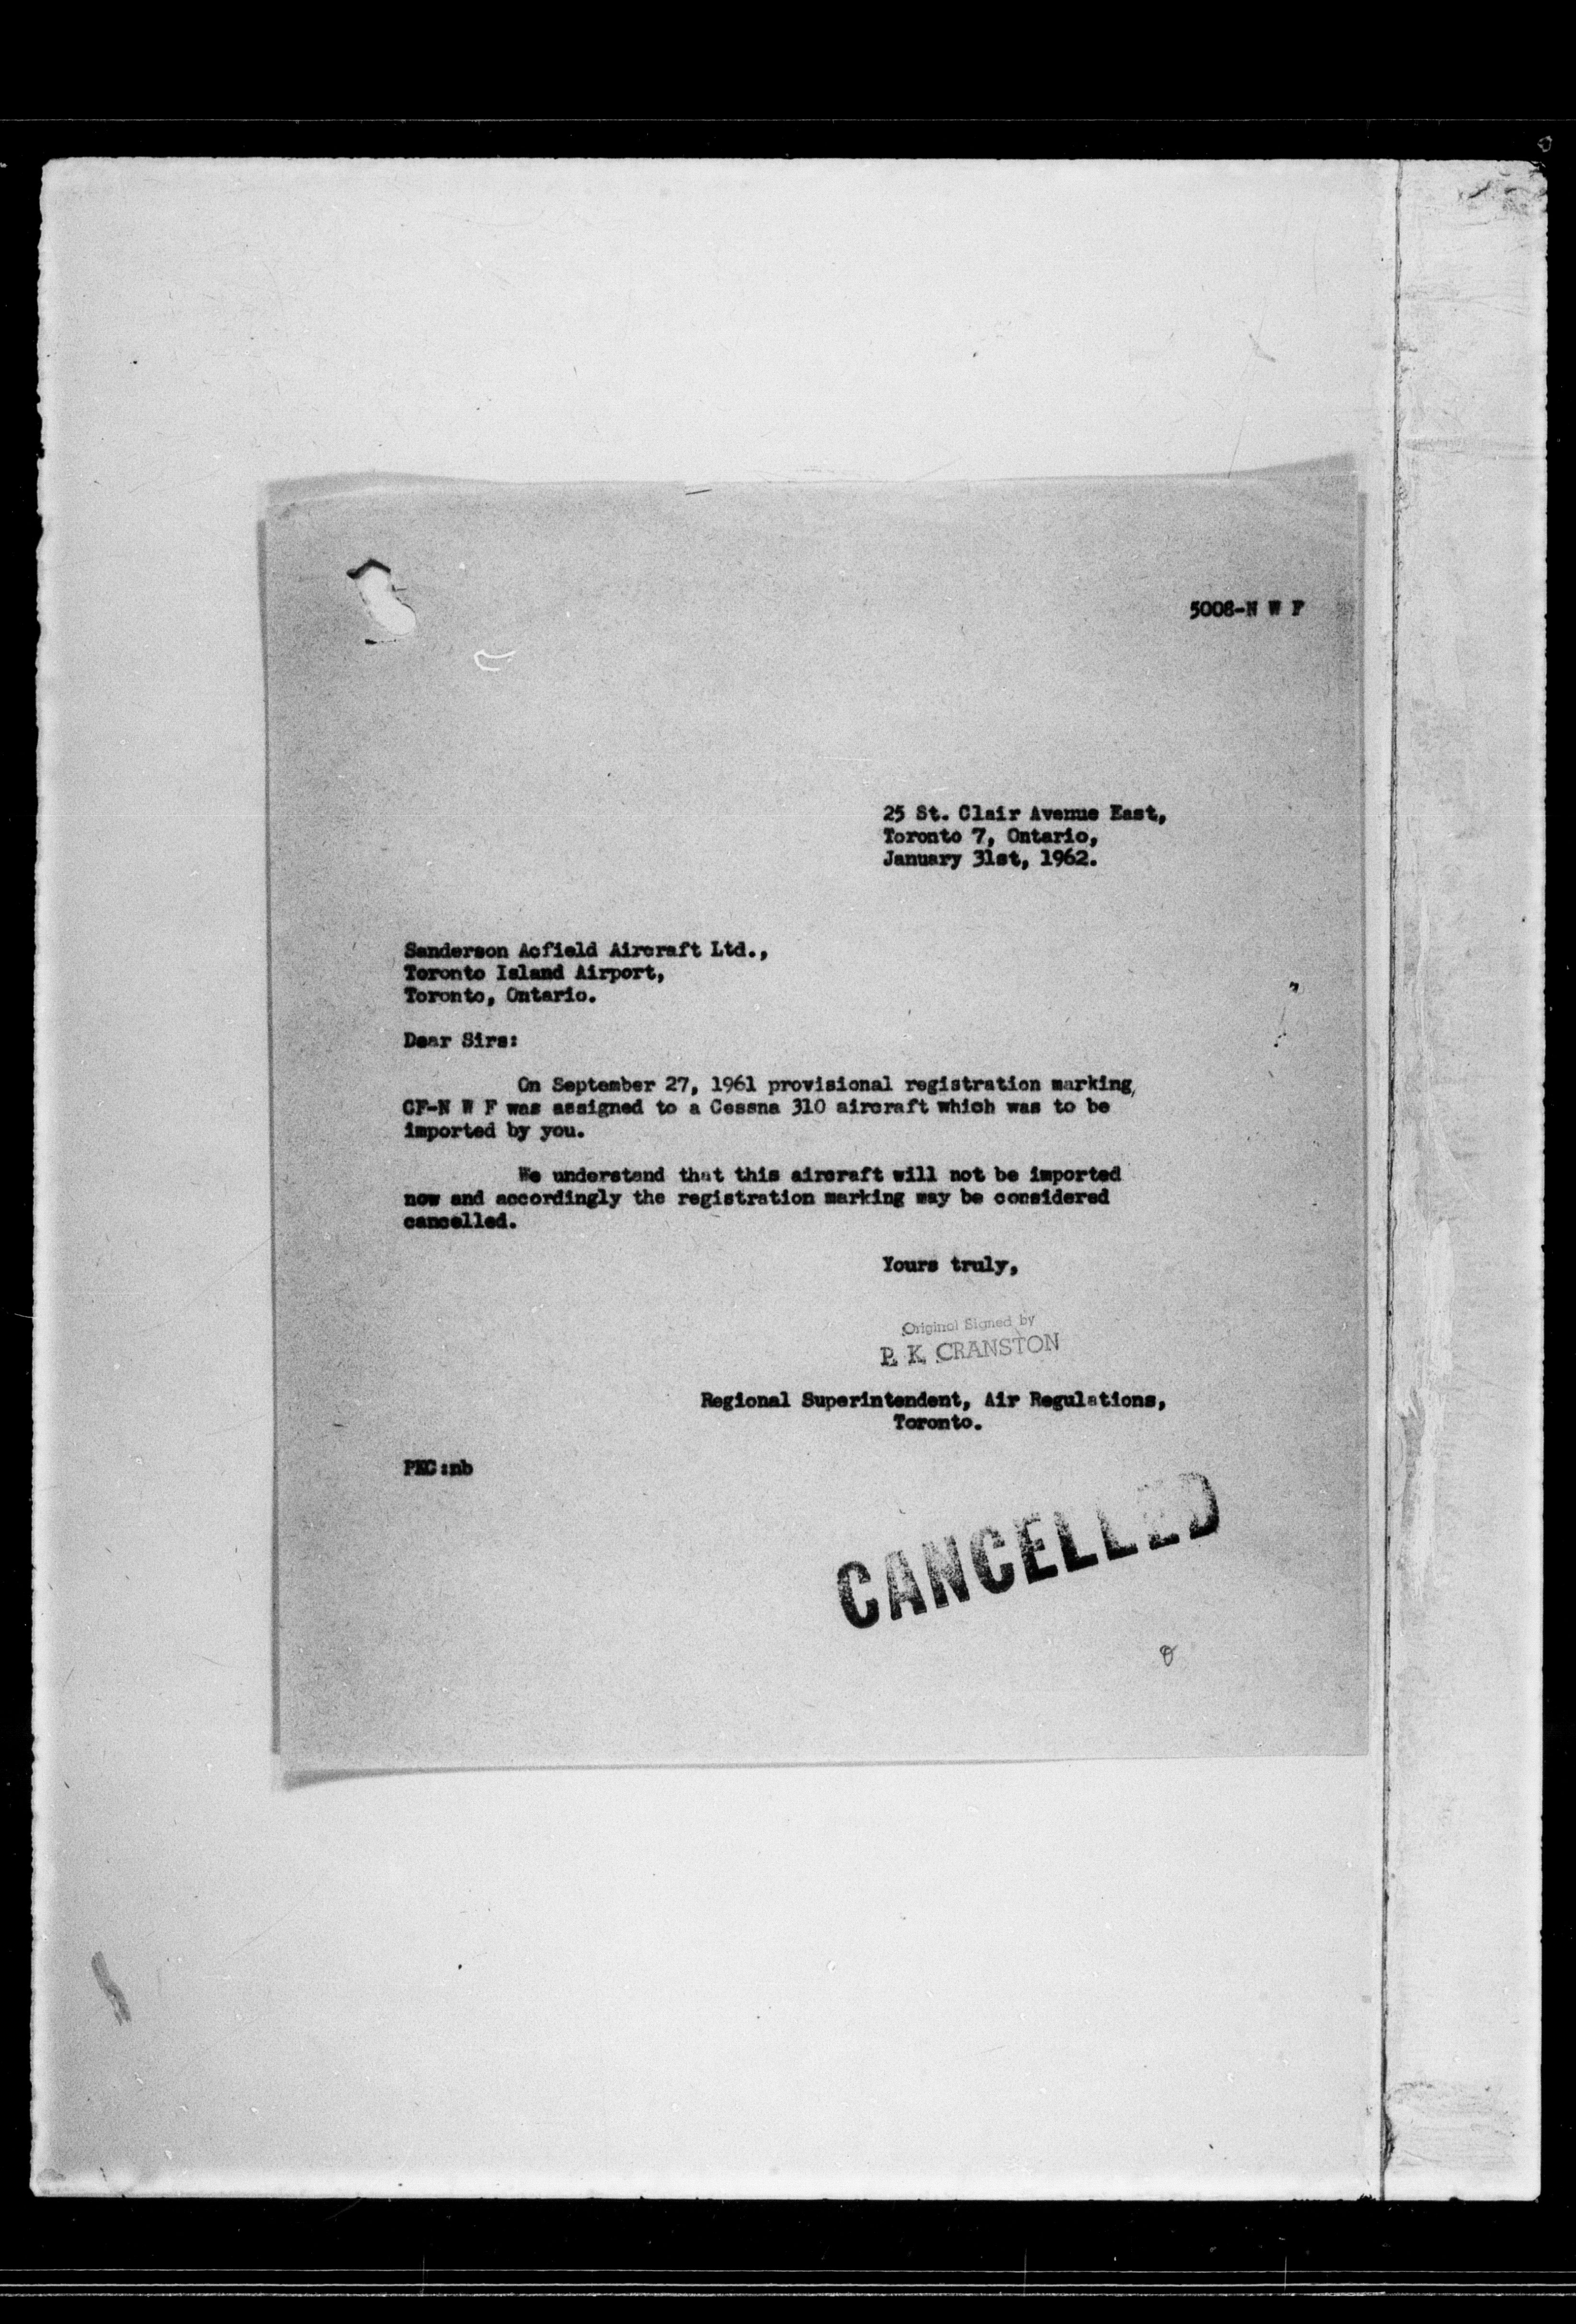 5008-N W F
25 St. Clair Avenue East,
Toronto 7, Ontario,
January 31st, 1962.
Sanderson Acfield Aircraft Ltd.,
Toronto Island Airport,
Toronto, Ontario.
Dear Sirs:
On September 27, 1961 provisional registration marking,
CF-N W F was assigned to a Cessna 310 aircraft which was to be
imported by you.
We understand that this aircraft will not be imported
now and accordingly the registration marking may be considered
cancelled.
Yours truly,
Original Signed by
P. K. CRANSTON
Regional Superintendent, Air Regulations,
Toronto.
PKC:nb
CANCELLED